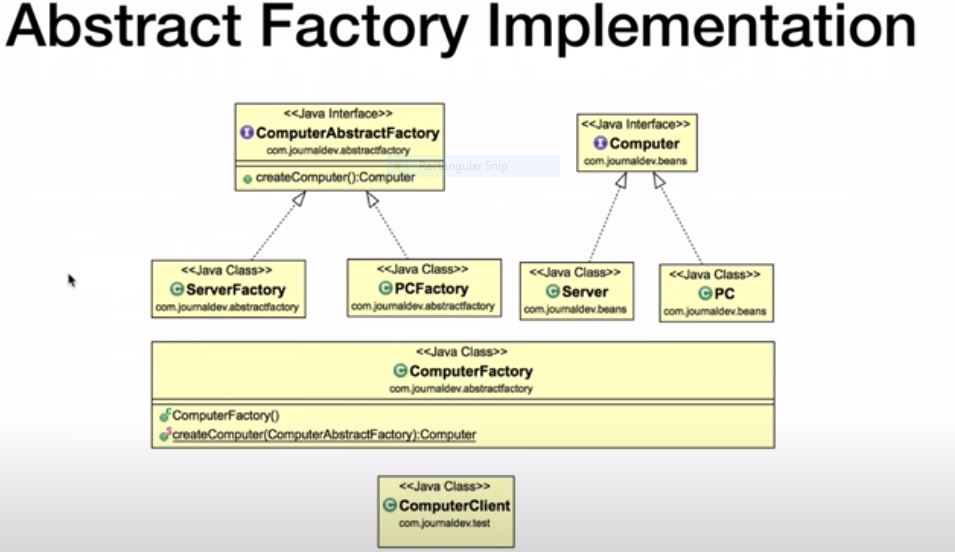 Abstract Factory Implementation
<<Java Interface>>
I ComputerAbstractFactory
com.journaldev.abstractfactory
createComputer():Computer
<<Java Interface>>
I Computer
com.journaldev.beans
Rectangular Snip
<<Java Class>>
C ServerFactory
com.journaldev.abstractfactory
<<Java Class>>
C PCFactory
com.journaldev.abstractfactory
<<Java Class>>
C Server
com.journaldev.beans
<<Java Class>>
C PC
com.journaldev.beans
<<Java Class>>
C ComputerFactory
com.journaldev.abstractfactory
C ComputerFactory()
S createComputer(ComputerAbstractFactory):Computer
<<Java Class>>
C ComputerClient
com.journaldev.test